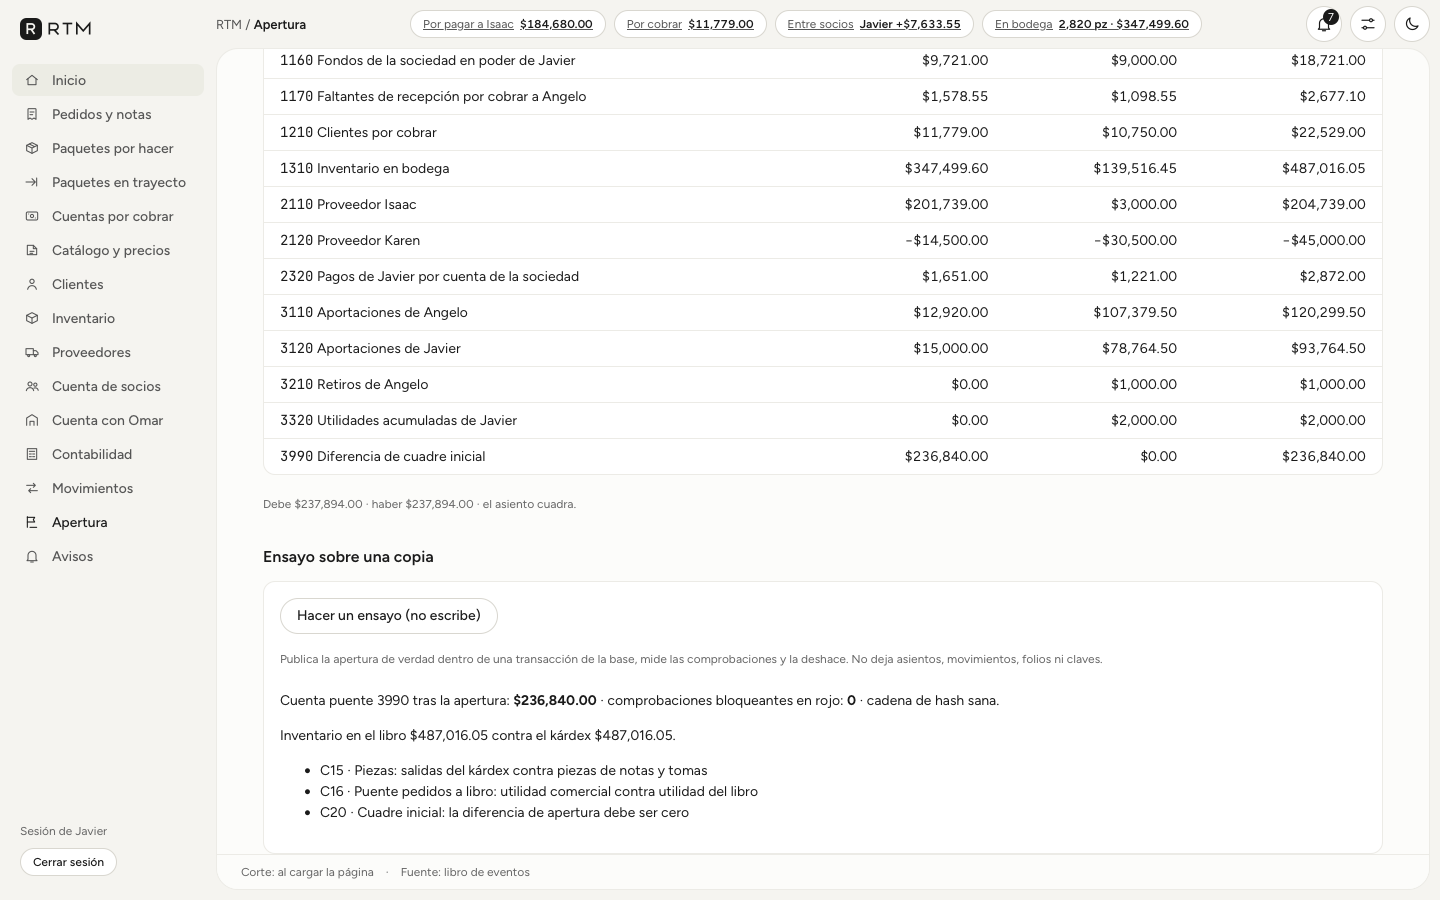 R RTM
RTM / Apertura
Por pagar a Isaac $184,680.00
Por cobrar $11,779.00
Entre socios Javier +$7,633.55
En bodega 2,820 pz · $347,499.60
7
Inicio
Pedidos y notas
Paquetes por hacer
Paquetes en trayecto
Cuentas por cobrar
Catálogo y precios
Clientes
Inventario
Proveedores
Cuenta de socios
Cuenta con Omar
Contabilidad
Movimientos
Apertura
Avisos
Sesión de Javier
Cerrar sesión
1160 Fondos de la sociedad en poder de Javier $9,721.00 $9,000.00 $18,721.00
1170 Faltantes de recepción por cobrar a Angelo $1,578.55 $1,098.55 $2,677.10
1210 Clientes por cobrar $11,779.00 $10,750.00 $22,529.00
1310 Inventario en bodega $347,499.60 $139,516.45 $487,016.05
2110 Proveedor Isaac $201,739.00 $3,000.00 $204,739.00
2120 Proveedor Karen −$14,500.00 −$30,500.00 −$45,000.00
2320 Pagos de Javier por cuenta de la sociedad $1,651.00 $1,221.00 $2,872.00
3110 Aportaciones de Angelo $12,920.00 $107,379.50 $120,299.50
3120 Aportaciones de Javier $15,000.00 $78,764.50 $93,764.50
3210 Retiros de Angelo $0.00 $1,000.00 $1,000.00
3320 Utilidades acumuladas de Javier $0.00 $2,000.00 $2,000.00
3990 Diferencia de cuadre inicial $236,840.00 $0.00 $236,840.00
Debe $237,894.00 · haber $237,894.00 · el asiento cuadra.
Ensayo sobre una copia
Hacer un ensayo (no escribe)
Publica la apertura de verdad dentro de una transacción de la base, mide las comprobaciones y la deshace. No deja asientos, movimientos, folios ni claves.
Cuenta puente 3990 tras la apertura: $236,840.00 · comprobaciones bloqueantes en rojo: 0 · cadena de hash sana.
Inventario en el libro $487,016.05 contra el kárdex $487,016.05.
• C15 · Piezas: salidas del kárdex contra piezas de notas y tomas
• C16 · Puente pedidos a libro: utilidad comercial contra utilidad del libro
• C20 · Cuadre inicial: la diferencia de apertura debe ser cero
Corte: al cargar la página · Fuente: libro de eventos